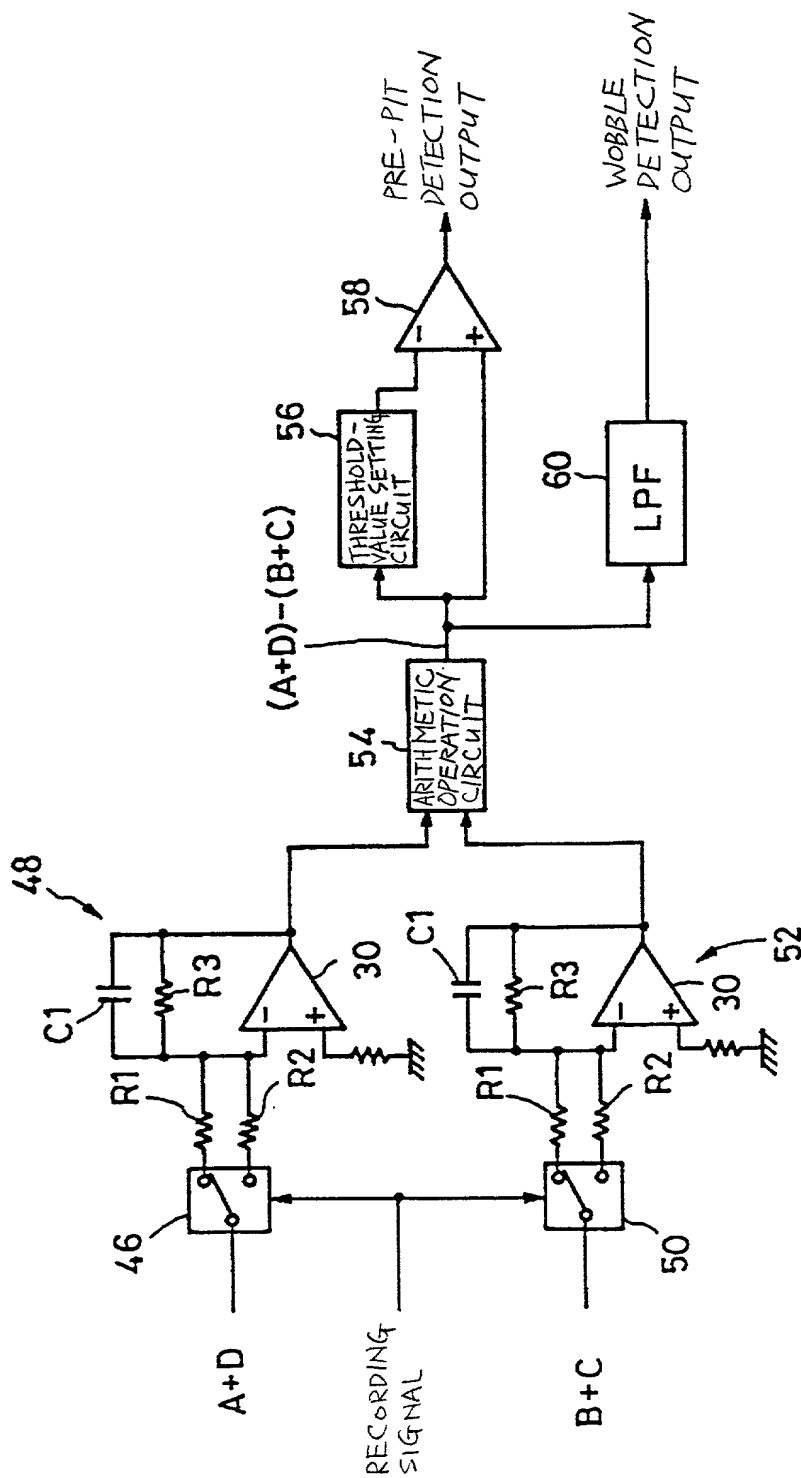 A+D
46
R1
R2
C1
R3
-
+
30
48
RECORDING
SIGNAL
B+C
50
R1
R2
C1
R3
-
+
30
52
54
ARITHMETIC
OPERATION
CIRCUIT
(A+D)-(B+C)
56
THRESHOLD-
VALUE SETTING
CIRCUIT
-
+
58
PRE-PIT
DETECTION
OUTPUT
60
LPF
WOBBLE
DETECTION
OUTPUT